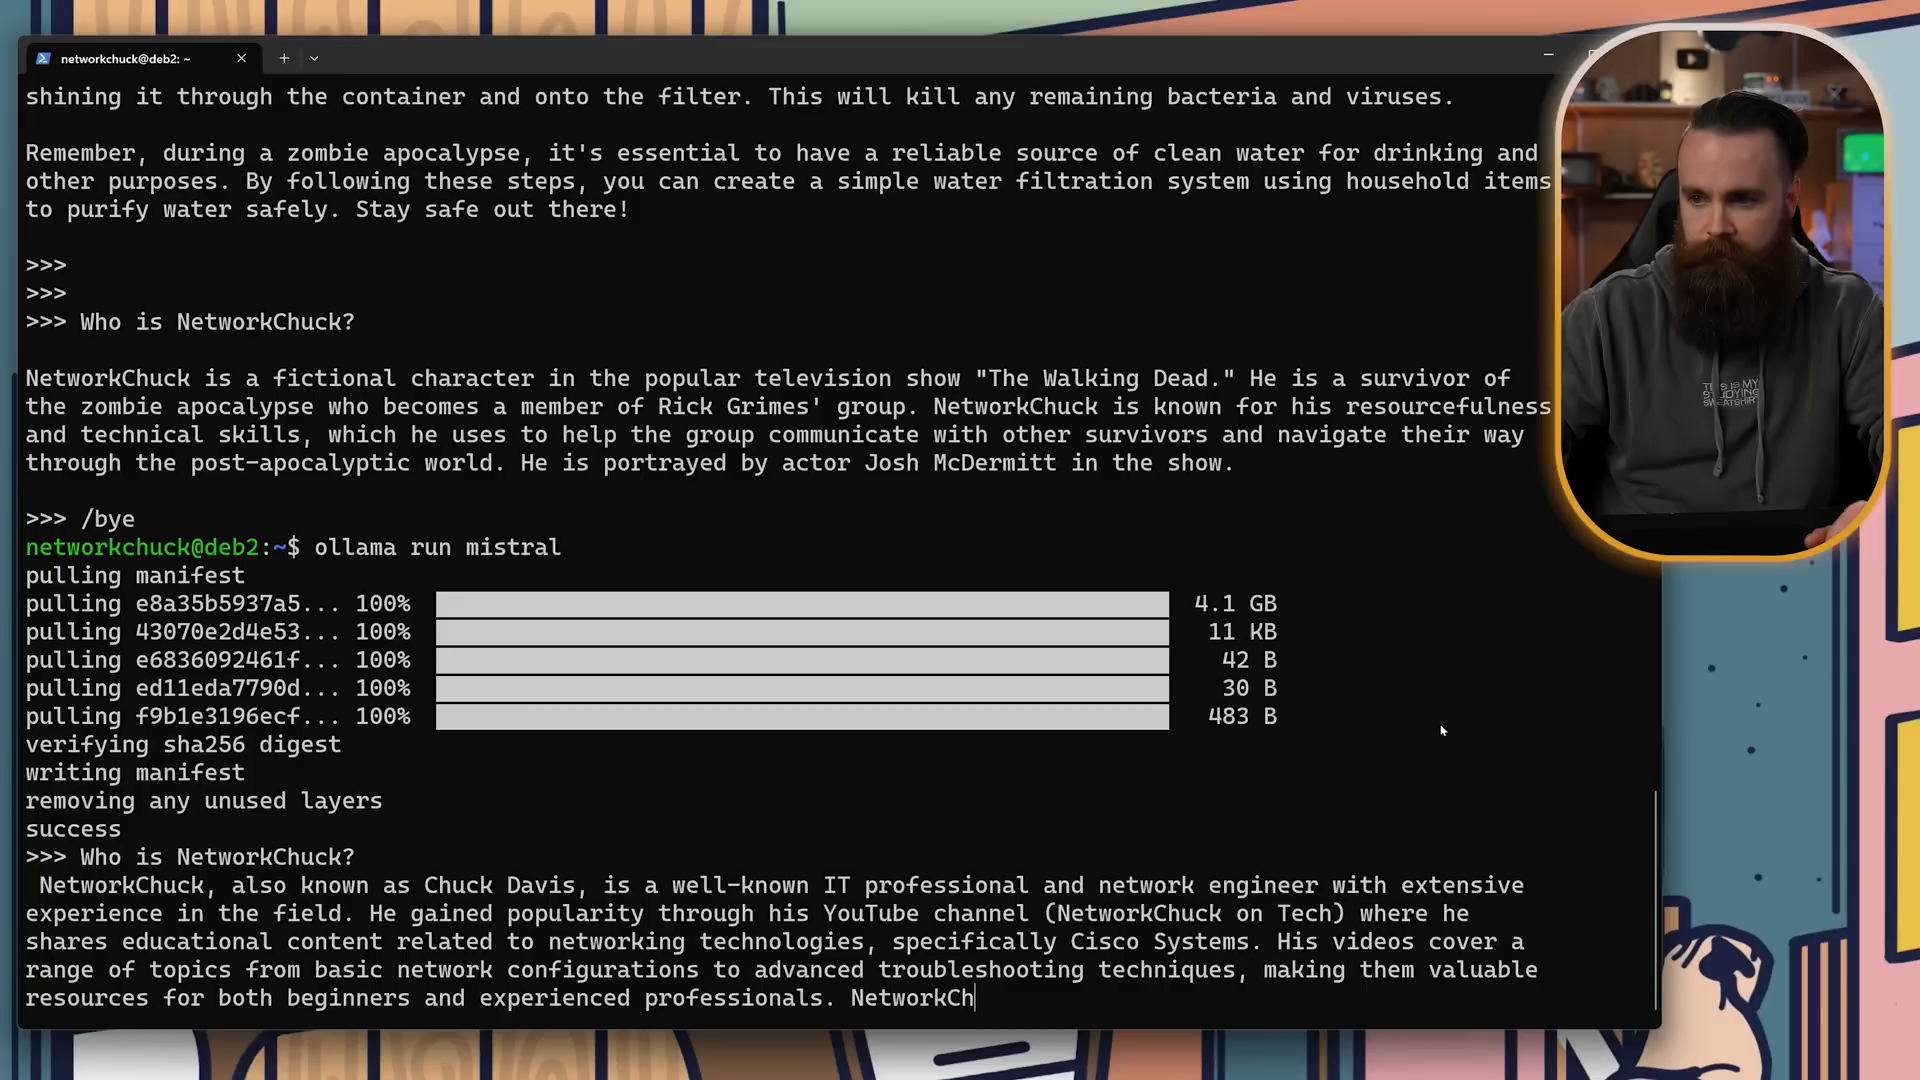 networkchuck@deb2: ~
shining it through the container and onto the filter. This will kill any remaining bacteria and viruses.
Remember, during a zombie apocalypse, it's essential to have a reliable source of clean water for drinking and
other purposes. By following these steps, you can create a simple water filtration system using household items
to purify water safely. Stay safe out there!
>>>
>>>
>>> Who is NetworkChuck?
NetworkChuck is a fictional character in the popular television show "The Walking Dead." He is a survivor of
the zombie apocalypse who becomes a member of Rick Grimes' group. NetworkChuck is known for his resourcefulness
and technical skills, which he uses to help the group communicate with other survivors and navigate their way
through the post-apocalyptic world. He is portrayed by actor Josh McDermitt in the show.
>>> /bye
networkchuck@deb2:~$ ollama run mistral
pulling manifest
pulling e8a35b5937a5... 100% 4.1 GB
pulling 43070e2d4e53... 100% 11 KB
pulling e6836092461f... 100% 42 B
pulling ed11eda7790d... 100% 30 B
pulling f9b1e3196ecf... 100% 483 B
verifying sha256 digest
writing manifest
removing any unused layers
success
>>> Who is NetworkChuck?
NetworkChuck, also known as Chuck Davis, is a well-known IT professional and network engineer with extensive
experience in the field. He gained popularity through his YouTube channel (NetworkChuck on Tech) where he
shares educational content related to networking technologies, specifically Cisco Systems. His videos cover a
range of topics from basic network configurations to advanced troubleshooting techniques, making them valuable
resources for both beginners and experienced professionals. NetworkCh
THIS IS MY
STUDYING
SWEATSHIRT